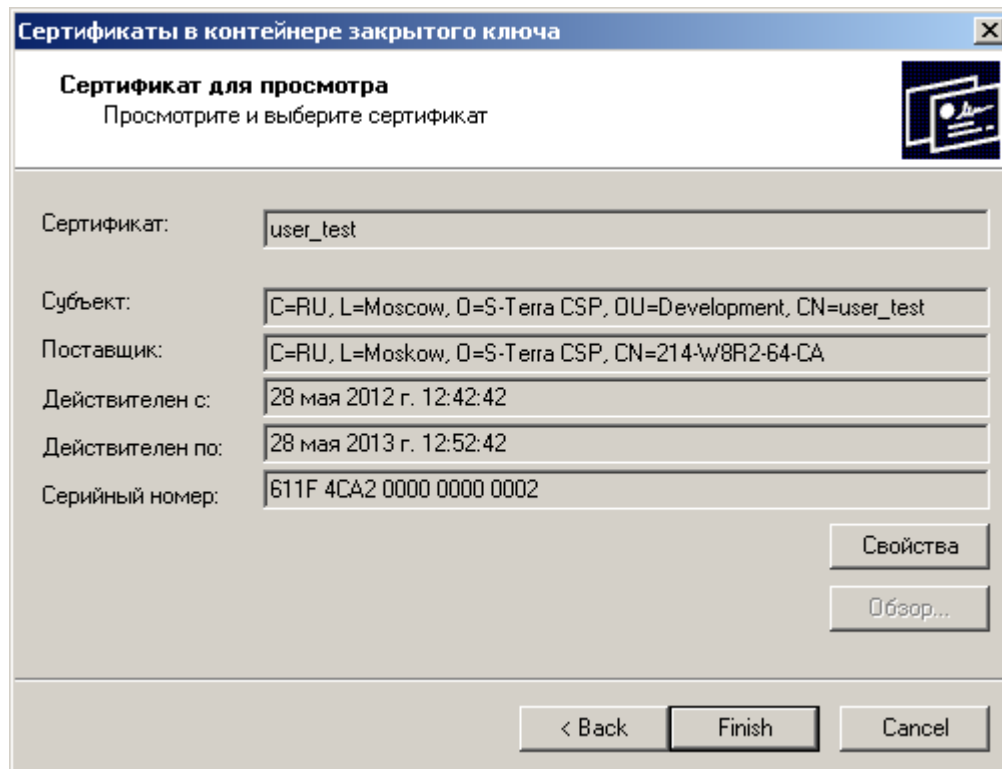 Сертификаты в контейнере закрытого ключа
Сертификат для просмотра
Просмотрите и выберите сертификат
Сертификат: user_test
Субъект: C=RU, L=Moscow, O=S-Terra CSP, OU=Development, CN=user_test
Поставщик: C=RU, L=Moskow, O=S-Terra CSP, CN=214-W8R2-64-CA
Действителен с: 28 мая 2012 г. 12:42:42
Действителен по: 28 мая 2013 г. 12:52:42
Серийный номер: 611F 4CA2 0000 0000 0002
Свойства
Обзор...
< Back Finish Cancel